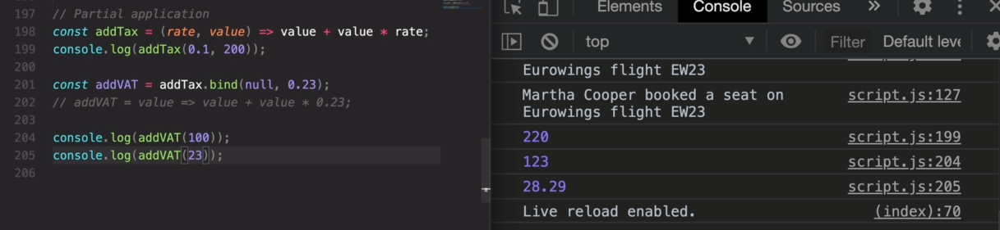 197 // Partial application
198 const addTax = (rate, value) => value + value * rate;
199 console.log(addTax(0.1, 200));
200
201 const addVAT = addTax.bind(null, 0.23);
202 // addVAT = value => value + value * 0.23;
203
204 console.log(addVAT(100));
205 console.log(addVAT(23));
206
Elements Console Sources »
top Filter Default leve
Eurowings flight EW23
Martha Cooper booked a seat on script.js:127
Eurowings flight EW23
220 script.js:199
123 script.js:204
28.29 script.js:205
Live reload enabled. (index):70